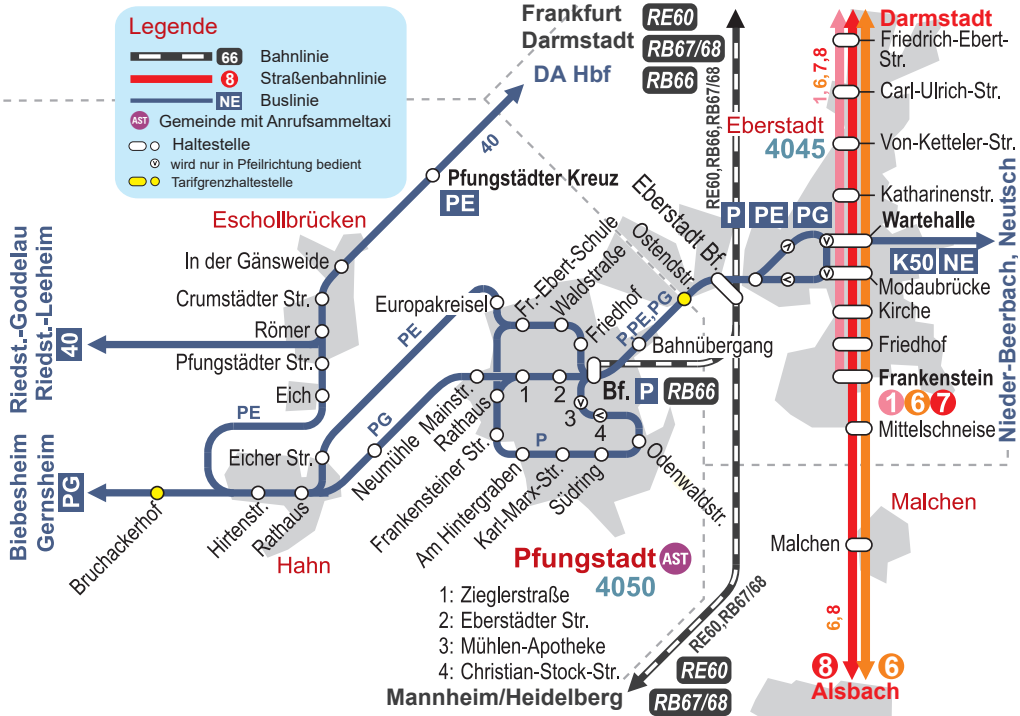 Legende
66 Bahnlinie
8 Straßenbahnlinie
NE Buslinie
AST Gemeinde mit Anrufsammeltaxi
Haltestelle
v wird nur in Pfeilrichtung bedient
Tarifgrenzhaltestelle
Frankfurt
Darmstadt
RE60
RB67/68
RB66
DA Hbf
40
Pfungstädter Kreuz
PE
Eschollbrücken
In der Gänsweide
Crumstädter Str.
Römer
Pfungstädter Str.
Eich
PE
Eicher Str.
Riedst.-Goddelau
Riedst.-Leeheim
40
Biebesheim
Gernsheim
PG
Bruchackerhof
Hirtenstr.
Rathaus
Hahn
PE
PG
Europakreisel
Neumühle
Mainstr.
Rathaus
Frankensteiner Str.
Am Hintergraben
Karl-Marx-Str.
Südring
Odenwaldstr.
P
Fr.-Ebert-Schule
Waldstraße
Friedhof
P,PE,PG
Ostendstr.
Eberstadt Bf.
Bahnübergang
1
2
3
4
Bf. P RB66
Pfungstadt AST
4050
1: Zieglerstraße
2: Eberstädter Str.
3: Mühlen-Apotheke
4: Christian-Stock-Str.
Mannheim/Heidelberg
RE60
RB67/68
RE60,RB67/68
RE60,RB66,RB67/68
P PE PG
Eberstadt
4045
1,6,7,8
Darmstadt
Friedrich-Ebert-
Str.
Carl-Ulrich-Str.
Von-Ketteler-Str.
Katharinenstr.
Wartehalle
K50 NE
Modaubrücke
Kirche
Friedhof
Frankenstein
1 6 7
Mittelschneise
Malchen
Malchen
6,8
8 6
Alsbach
Nieder-Beerbach, Neutsch